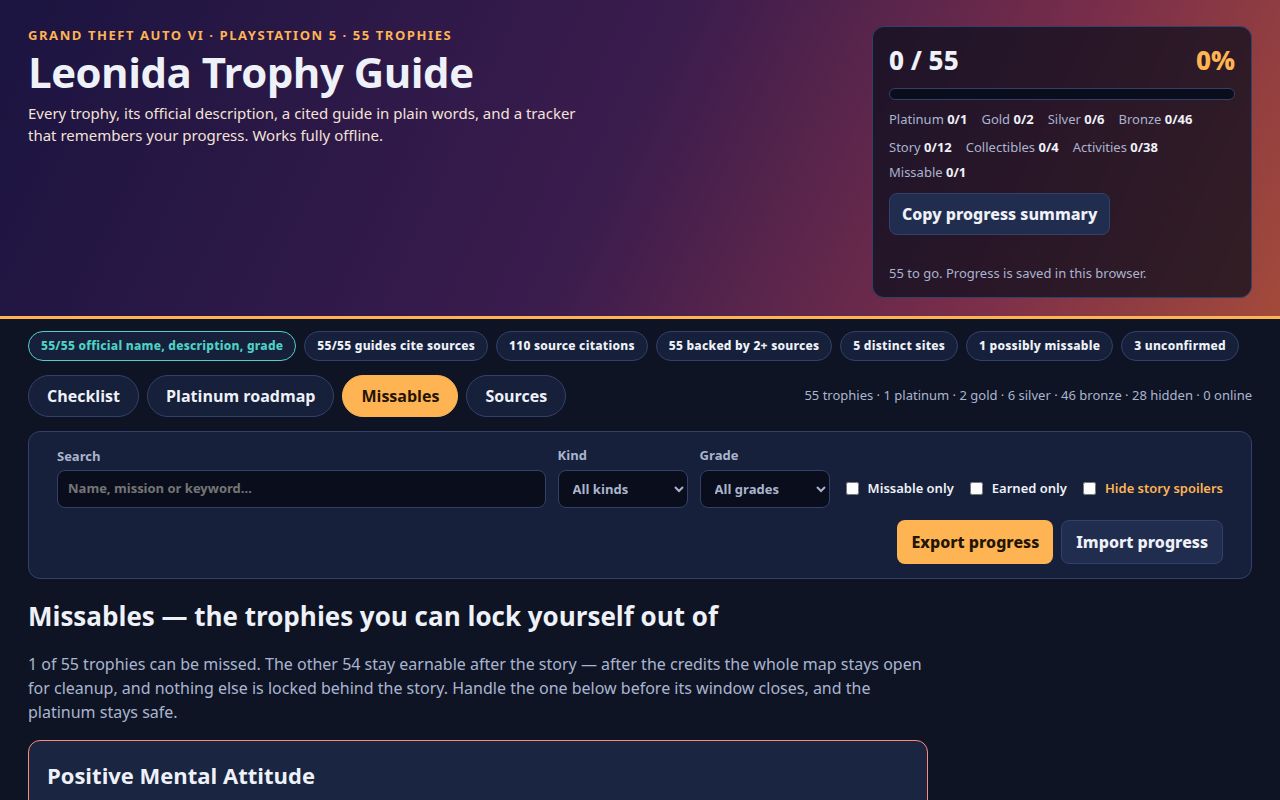 GRAND THEFT AUTO VI · PLAYSTATION 5 · 55 TROPHIES
Leonida Trophy Guide
Every trophy, its official description, a cited guide in plain words, and a tracker
that remembers your progress. Works fully offline.
0 / 55
0%
Platinum 0/1 Gold 0/2 Silver 0/6 Bronze 0/46
Story 0/12 Collectibles 0/4 Activities 0/38
Missable 0/1
Copy progress summary
55 to go. Progress is saved in this browser.
55/55 official name, description, grade
55/55 guides cite sources
110 source citations
55 backed by 2+ sources
5 distinct sites
1 possibly missable
3 unconfirmed
Checklist
Platinum roadmap
Missables
Sources
55 trophies · 1 platinum · 2 gold · 6 silver · 46 bronze · 28 hidden · 0 online
Search
Kind
Grade
Name, mission or keyword...
All kinds
All grades
Missable only
Earned only
Hide story spoilers
Export progress
Import progress
Missables — the trophies you can lock yourself out of
1 of 55 trophies can be missed. The other 54 stay earnable after the story — after the credits the whole map stays open
for cleanup, and nothing else is locked behind the story. Handle the one below before its window closes, and the
platinum stays safe.
Positive Mental Attitude